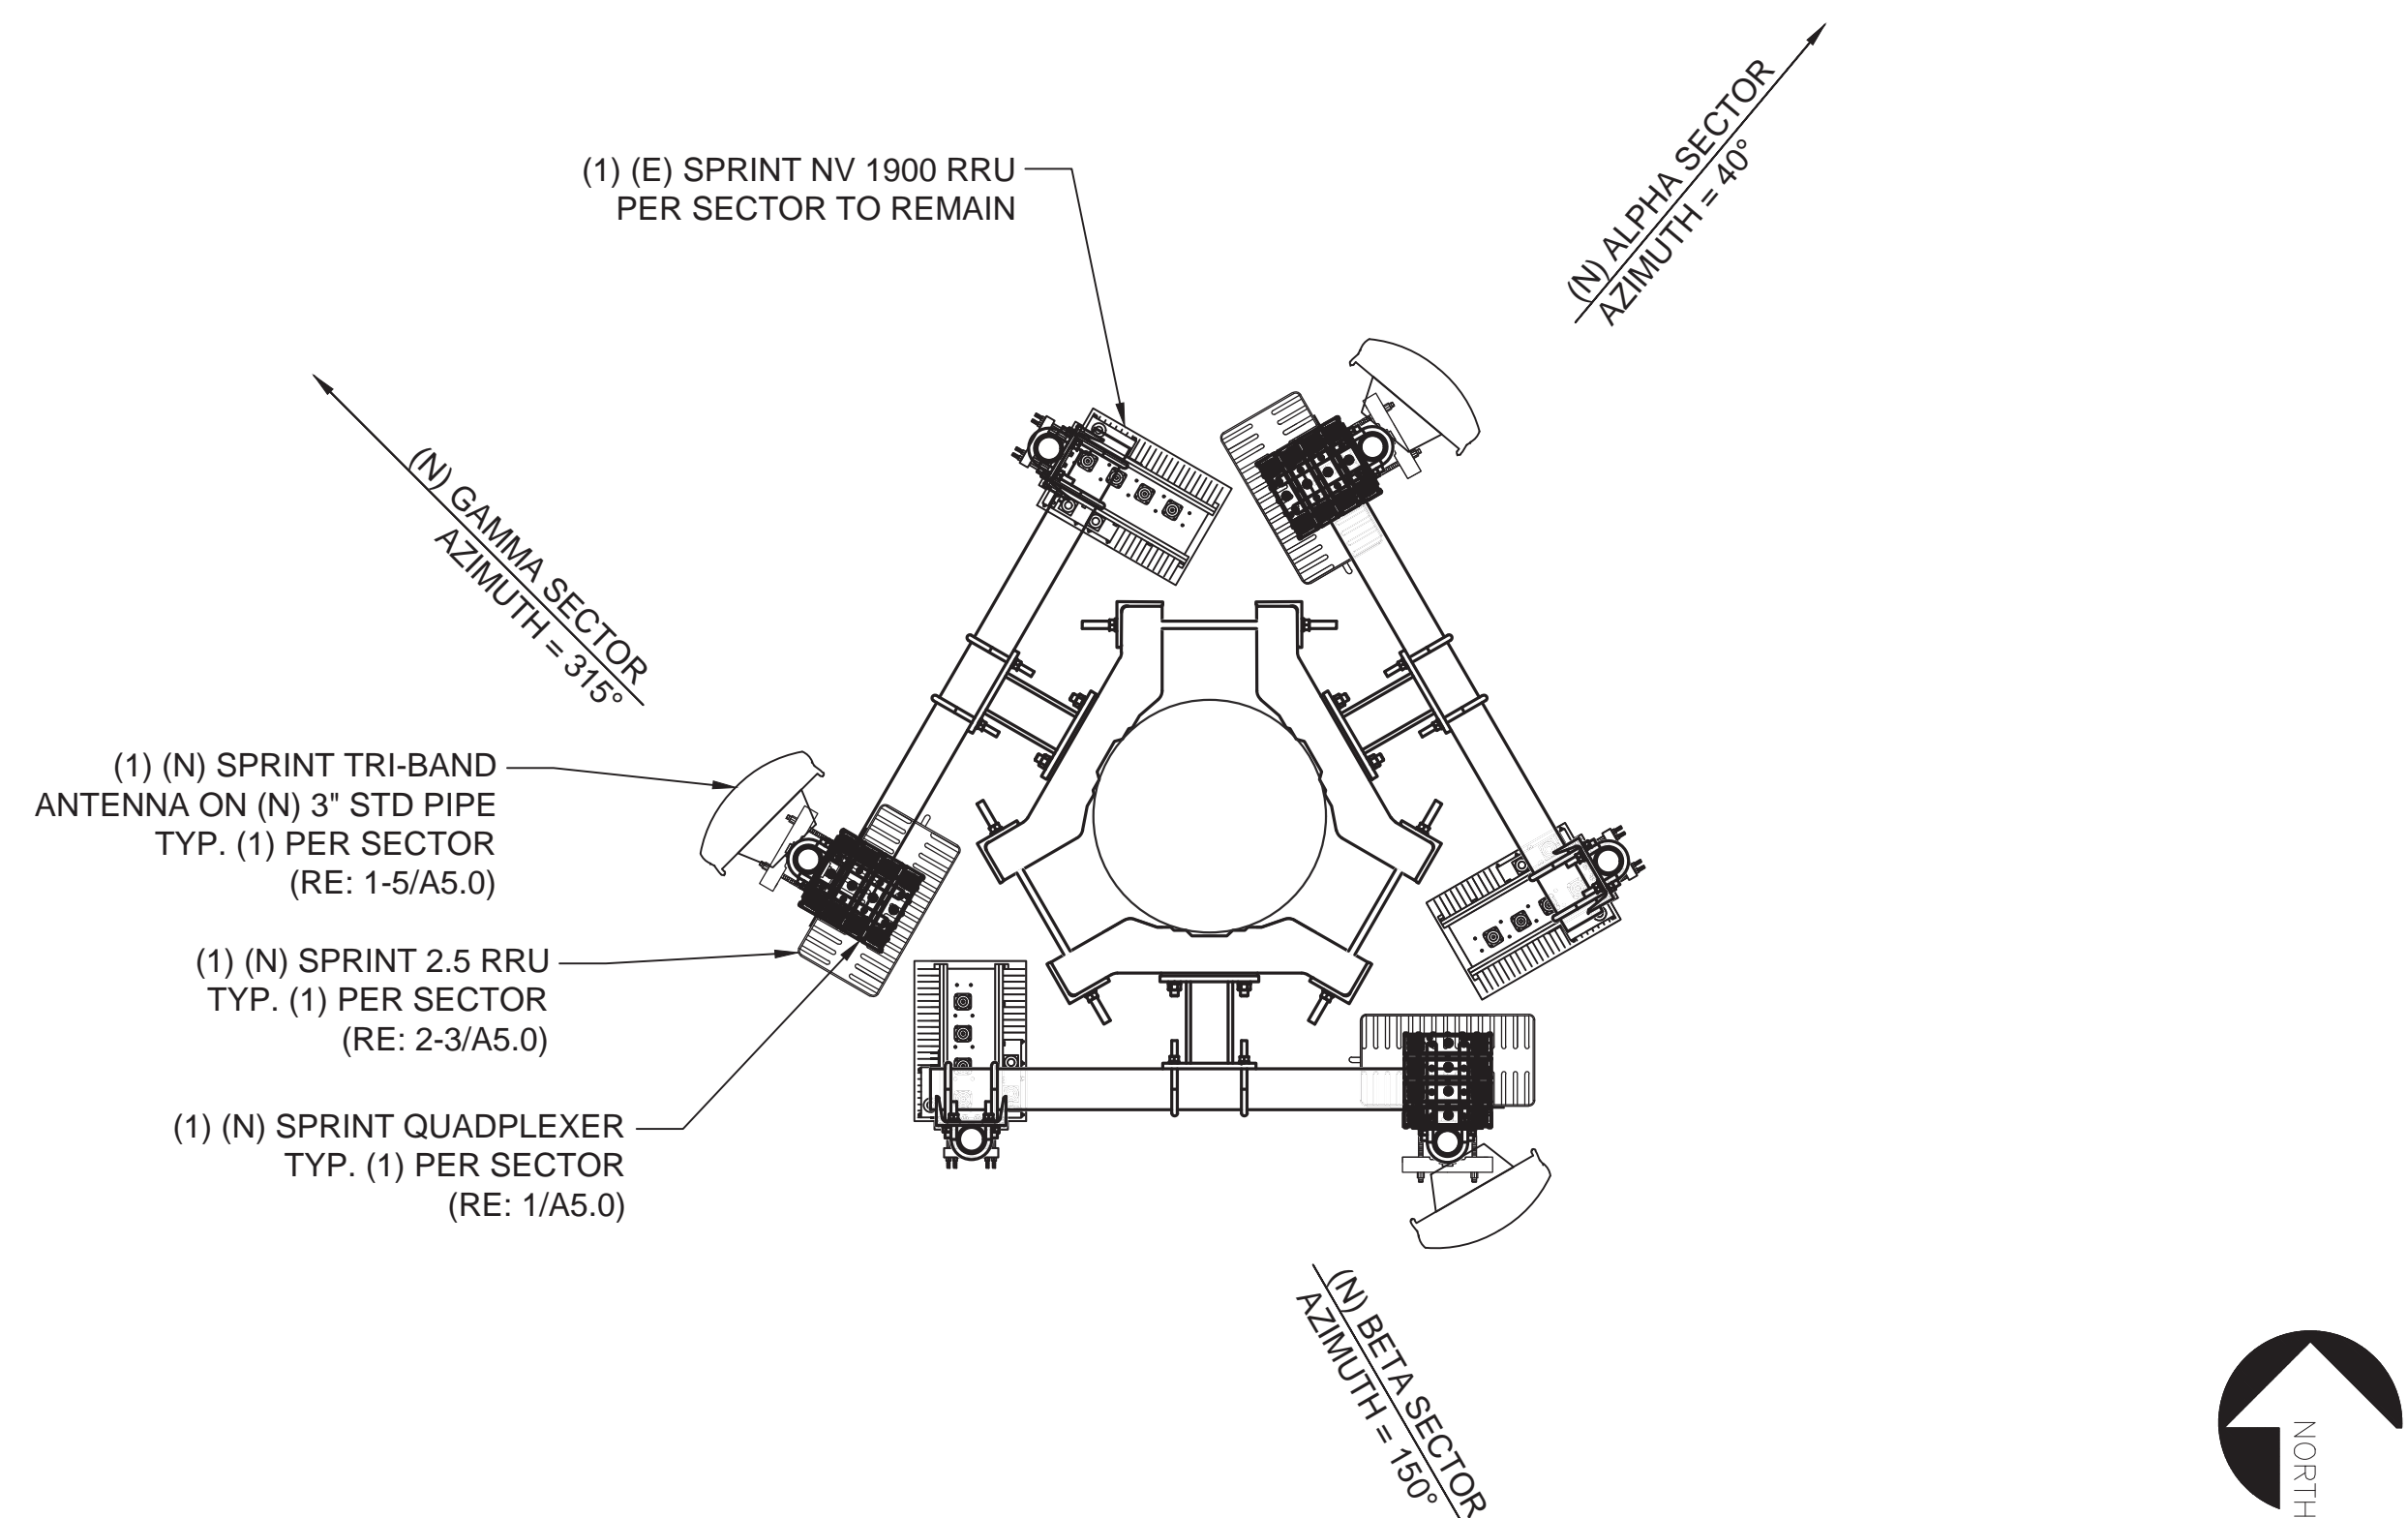 (1) (E) SPRINT NV 1900 RRU
PER SECTOR TO REMAIN
(N) ALPHA SECTOR
AZIMUTH = 40°
(N) GAMMA SECTOR
AZIMUTH = 315°
(1) (N) SPRINT TRI-BAND
ANTENNA ON (N) 3" STD PIPE
TYP. (1) PER SECTOR
(RE: 1-5/A5.0)
(1) (N) SPRINT 2.5 RRU
TYP. (1) PER SECTOR
(RE: 2-3/A5.0)
(1) (N) SPRINT QUADPLEXER
TYP. (1) PER SECTOR
(RE: 1/A5.0)
(N) BETA SECTOR
AZIMUTH = 150°
NORTH